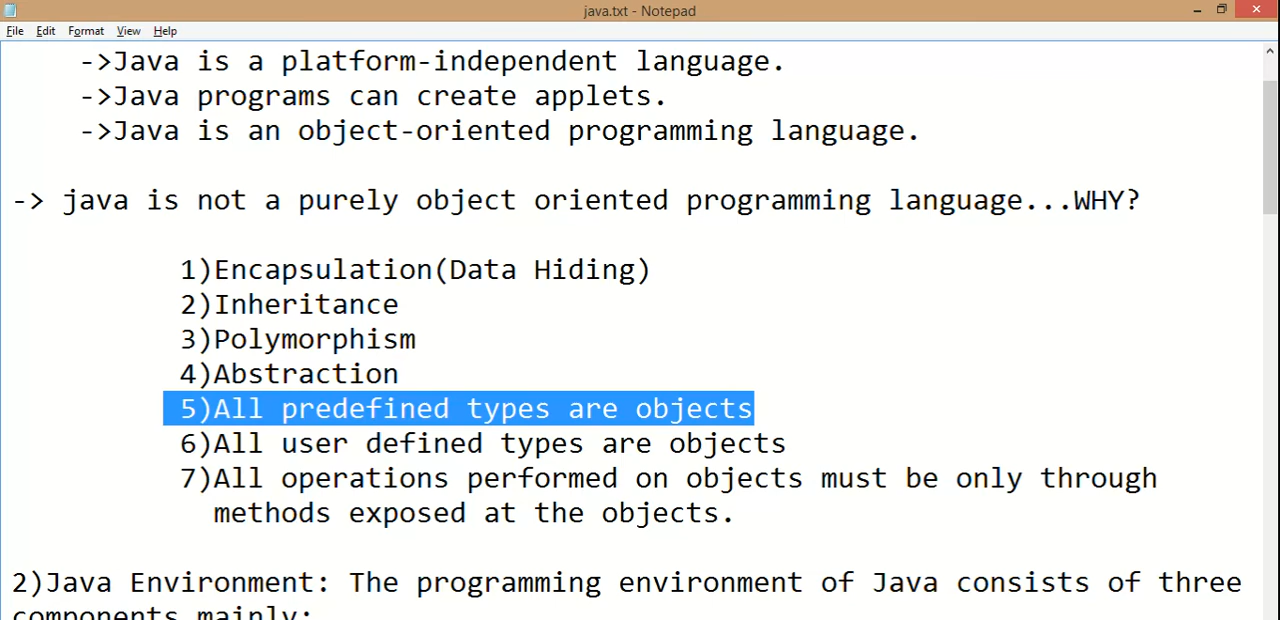 java.txt - Notepad
File Edit Format View Help
->Java is a platform-independent language.
->Java programs can create applets.
->Java is an object-oriented programming language.
-> java is not a purely object oriented programming language...WHY?
1)Encapsulation(Data Hiding)
2)Inheritance
3)Polymorphism
4)Abstraction
5)All predefined types are objects
6)All user defined types are objects
7)All operations performed on objects must be only through
methods exposed at the objects.
2)Java Environment: The programming environment of Java consists of three
components mainly: